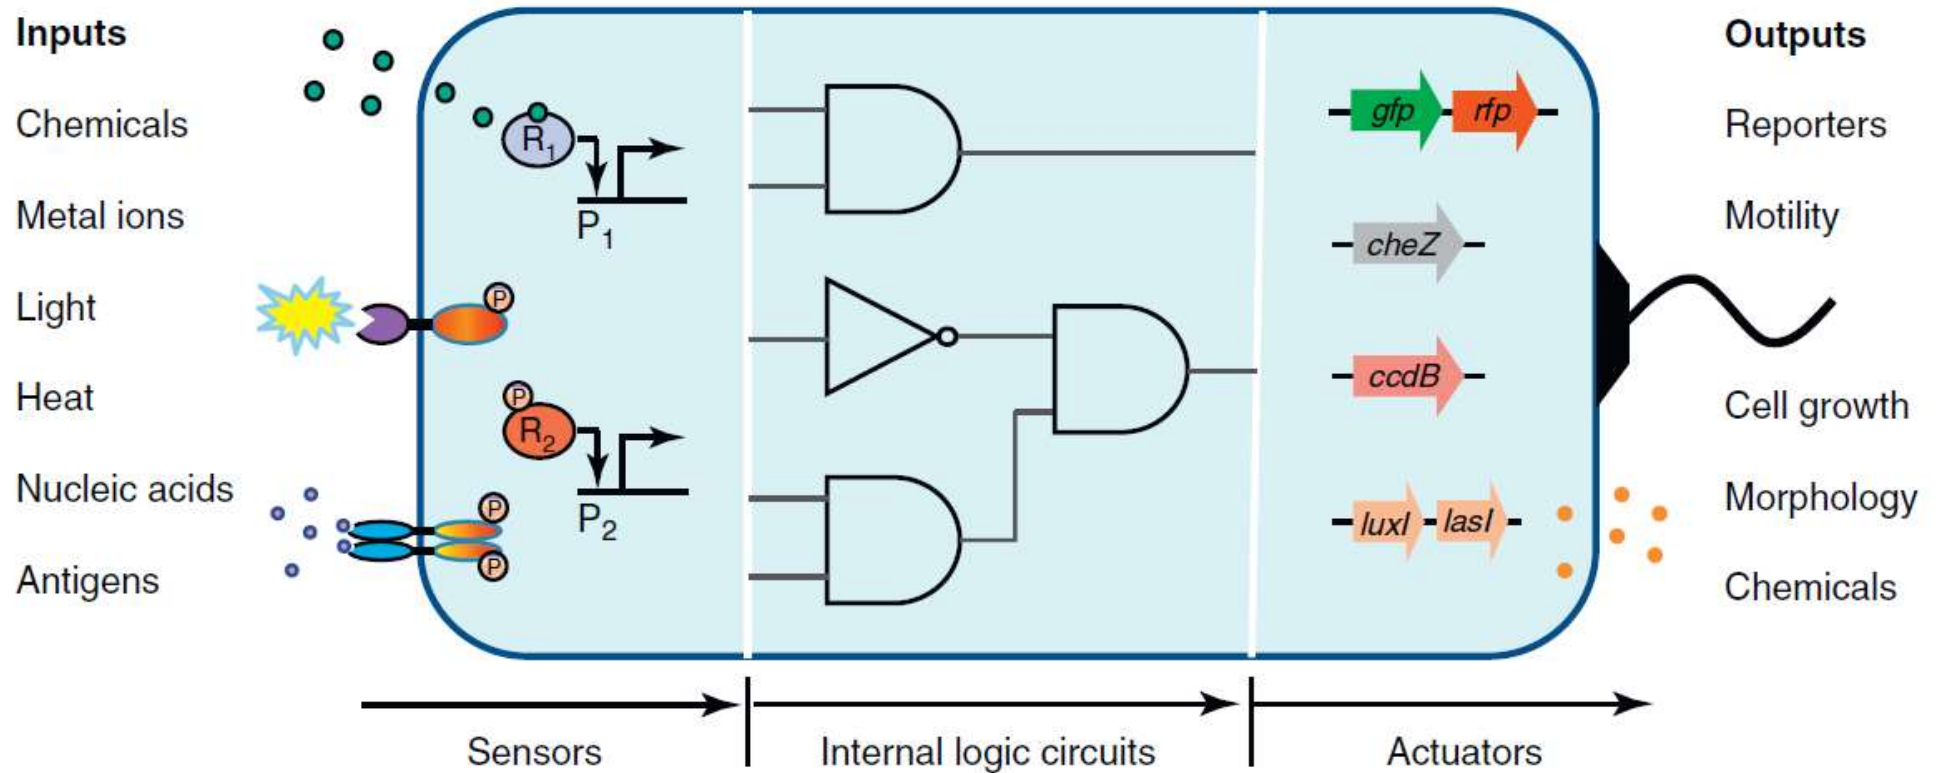 Inputs
Chemicals
Metal ions
Light
Heat
Nucleic acids
Antigens
R1
P1
P
P
R2
P2
P
P
gfp rfp
cheZ
ccdB
luxI lasI
Outputs
Reporters
Motility
Cell growth
Morphology
Chemicals
Sensors
Internal logic circuits
Actuators